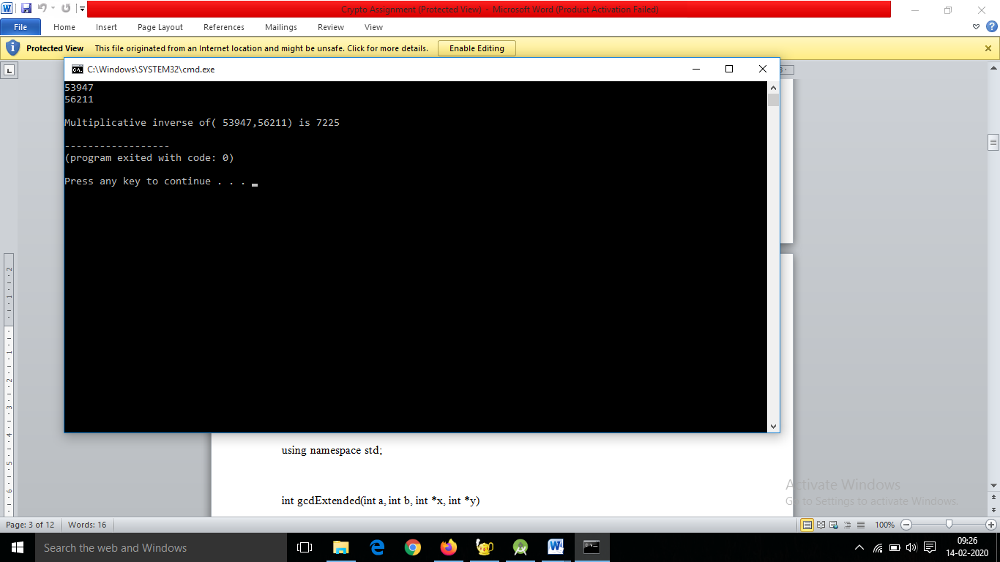 Crypto Assignment (Protected View) - Microsoft Word (Product Activation Failed)
File Home Insert Page Layout References Mailings Review View
Protected View This file originated from an Internet location and might be unsafe. Click for more details. Enable Editing
C:\Windows\SYSTEM32\cmd.exe
53947
56211
Multiplicative inverse of( 53947,56211) is 7225
------------------
(program exited with code: 0)
Press any key to continue . . .
using namespace std;
int gcdExtended(int a, int b, int *x, int *y)
Activate Windows
Go to Settings to activate Windows.
Page: 3 of 12 Words: 16 100%
Search the web and Windows
09:26
14-02-2020